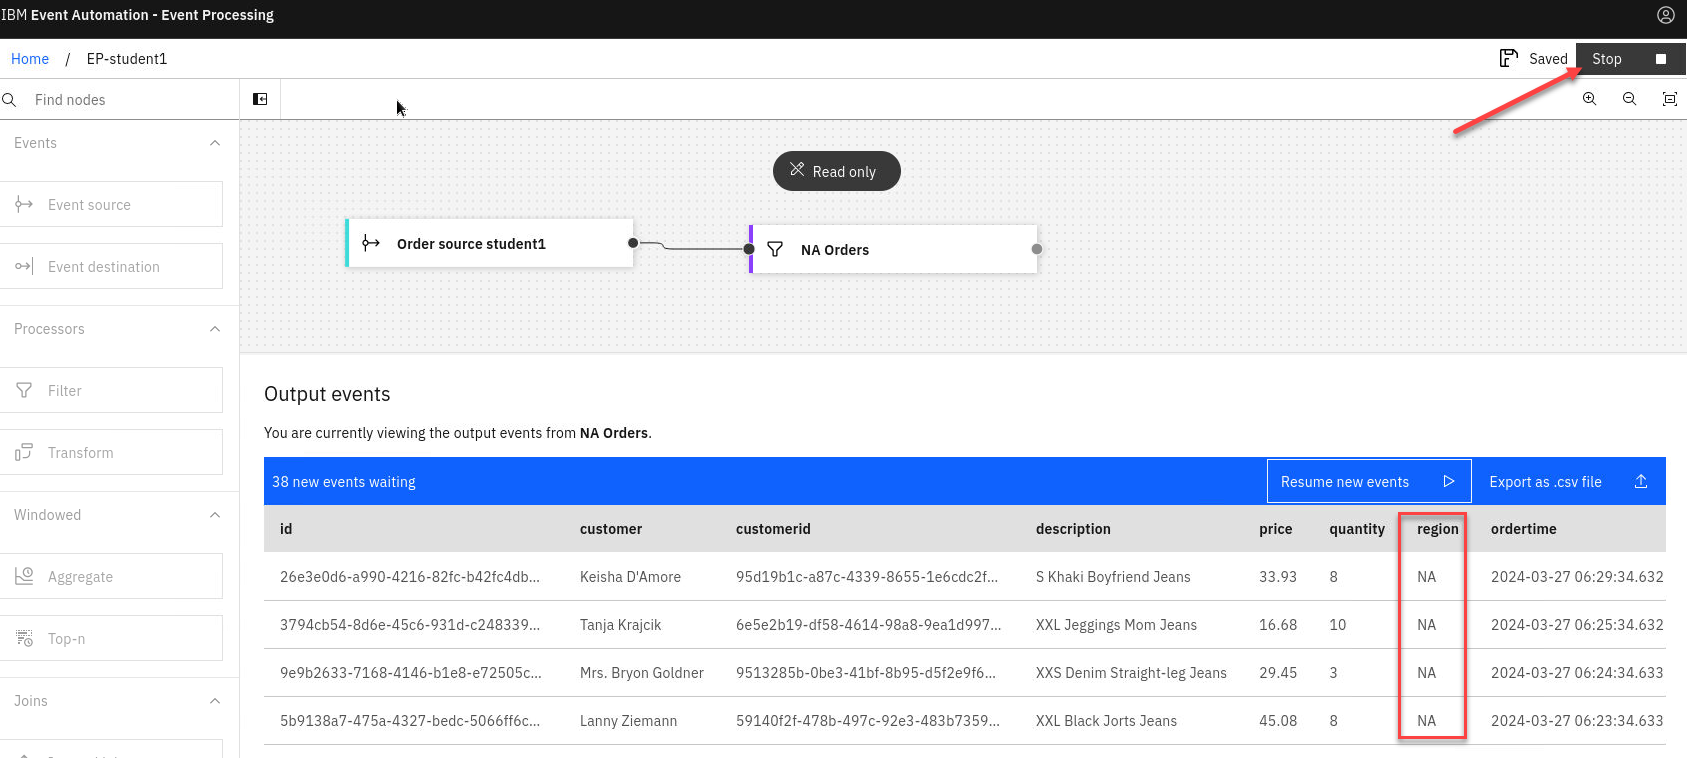 IBM Event Automation - Event Processing
Home / EP-student1
Saved
Stop
Find nodes
Events
Event source
Event destination
Processors
Filter
Transform
Windowed
Aggregate
Top-n
Joins
Read only
Order source student1
NA Orders
Output events
You are currently viewing the output events from NA Orders.
38 new events waiting
Resume new events
Export as .csv file
id customer customerid description price quantity region ordertime
26e3e0d6-a990-4216-82fc-b42fc4db... Keisha D'Amore 95d19b1c-a87c-4339-8655-1e6cdc2f... S Khaki Boyfriend Jeans 33.93 8 NA 2024-03-27 06:29:34.632
3794cb54-8d6e-45c6-931d-c248339... Tanja Krajcik 6e5e2b19-df58-4614-98a8-9ea1d997... XXL Jeggings Mom Jeans 16.68 10 NA 2024-03-27 06:25:34.632
9e9b2633-7168-4146-b1e8-e72505c... Mrs. Bryon Goldner 9513285b-0be3-41bf-8b95-d5f2e9f6... XXS Denim Straight-leg Jeans 29.45 3 NA 2024-03-27 06:24:34.633
5b9138a7-475a-4327-bedc-5066ff6c... Lanny Ziemann 59140f2f-478b-497c-92e3-483b7359... XXL Black Jorts Jeans 45.08 8 NA 2024-03-27 06:23:34.633